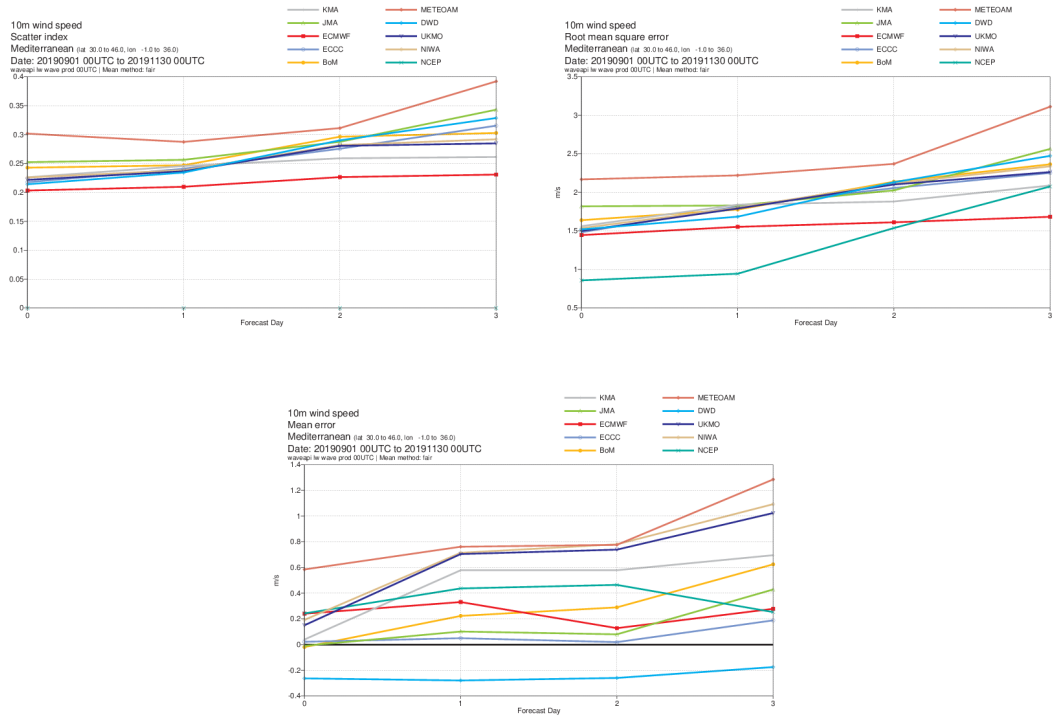 KMA METEOAM
JMA DWD
ECMWF UKMO
ECCC NIWA
BoM NCEP
10m wind speed
Scatter index
Mediterranean (lat 30.0 to 46.0, lon -1.0 to 36.0)
Date: 20190901 00UTC to 20191130 00UTC
waveapi lw wave prod 00UTC | Mean method: fair
0.4
0.35
0.3
0.25
0.2
0.15
0.1
0.05
0
0 1 2 3
Forecast Day
KMA METEOAM
JMA DWD
ECMWF UKMO
ECCC NIWA
BoM NCEP
10m wind speed
Root mean square error
Mediterranean (lat 30.0 to 46.0, lon -1.0 to 36.0)
Date: 20190901 00UTC to 20191130 00UTC
waveapi lw wave prod 00UTC | Mean method: fair
3.5
3
2.5
2
m/s
1.5
1
0.5
0 1 2 3
Forecast Day
KMA METEOAM
JMA DWD
ECMWF UKMO
ECCC NIWA
BoM NCEP
10m wind speed
Mean error
Mediterranean (lat 30.0 to 46.0, lon -1.0 to 36.0)
Date: 20190901 00UTC to 20191130 00UTC
waveapi lw wave prod 00UTC | Mean method: fair
1.4
1.2
1
0.8
0.6
m/s
0.4
0.2
0
-0.2
-0.4
0 1 2 3
Forecast Day